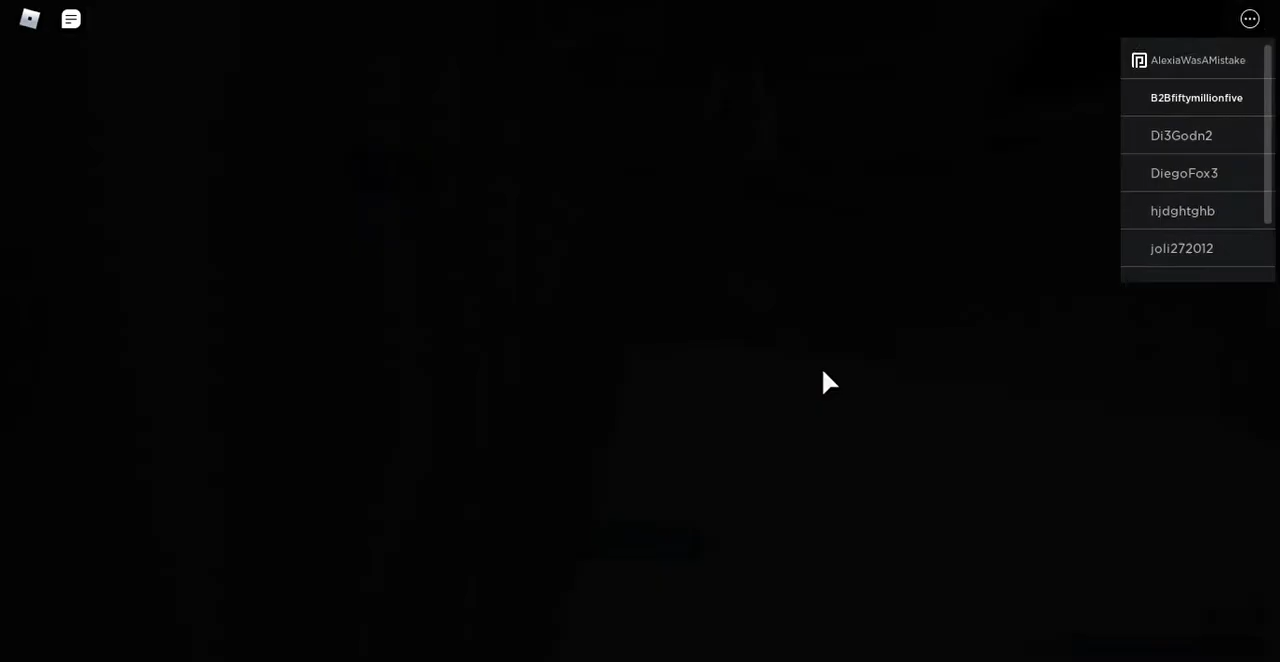 AlexiaWasAMistake
B2Bfiftymillionfive
Di3Godn2
DiegoFox3
hjdghtghb
joli272012